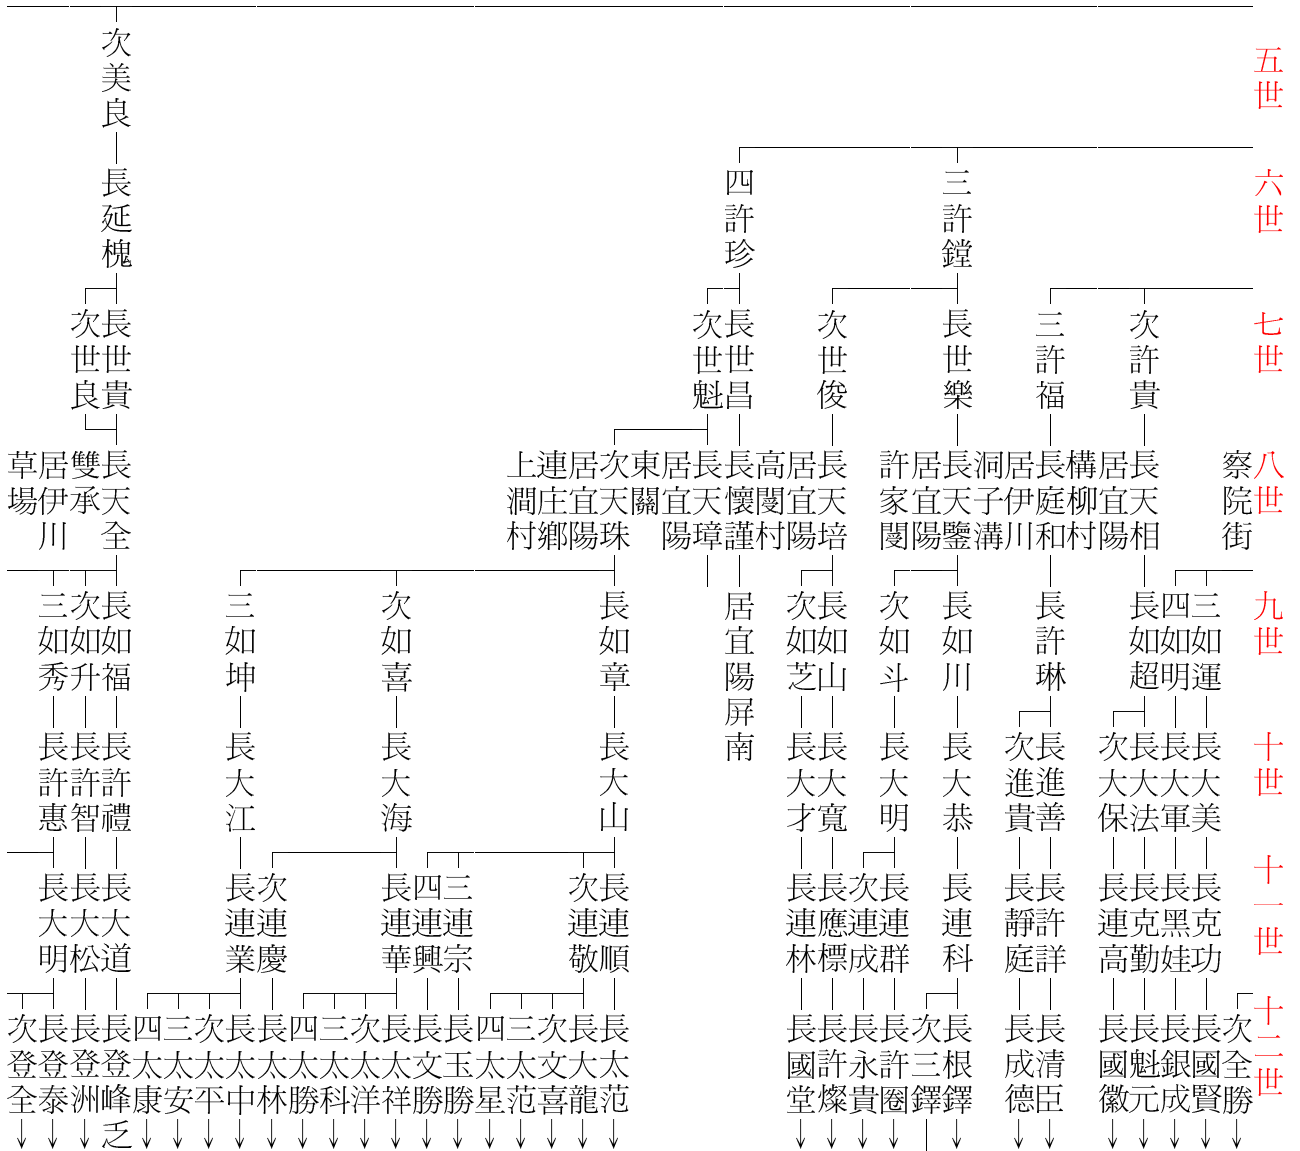 五世
次美良
六世
三許鏜
四許珍
長延槐
七世
次許貴
三許福
長世樂
次世俊
長世昌
次世魁
長世貴
次世良
八世
察院街
長天相
居宜陽
構柳村
長庭和
居伊川
洞子溝
長天鑒
居宜陽
許家閿
長天培
居宜陽
高閿村
長懷謹
長天璋
居宜陽
東關
次天珠
居宜陽
連庄鄉
上澗村
長天全
雙承
居伊川
草場
九世
三如運
四如明
長如超
長許琳
長如川
次如斗
長如山
次如芝
居宜陽屏南
長如章
次如喜
三如坤
長如福
次如升
三如秀
十世
長大美
長大軍
長大法
次大保
長進善
次進貴
長大恭
長大明
長大寬
長大才
長大山
長大海
長大江
長許禮
長許智
長許惠
十一世
長克功
長黑娃
長克勤
長連高
長許詳
長靜庭
長連科
長連群
次連成
長應標
長連林
長連順
次連敬
三連宗
四連興
長連華
次連慶
長連業
長大道
長大松
長大明
十二世
次全勝
長國賢
長銀成
長魁元
長國徽
長清臣
長成德
長根鐸
次三鐸
長許圈
長永貴
長許燦
長國堂
長太范
長大龍
次文喜
三太范
四太星
長玉勝
長文勝
長太祥
次太洋
三太科
四太勝
長太林
長太中
次太平
三太安
四太康
長登峰乏
長登洲
長登泰
次登全